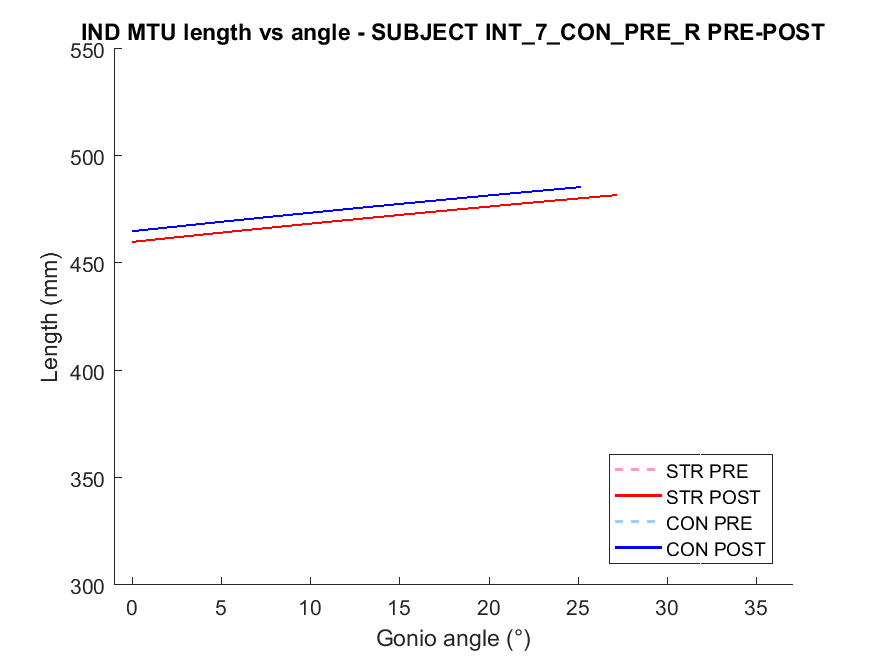 IND MTU length vs angle - SUBJECT INT_7_CON_PRE_R PRE-POST
550
500
450
400
350
300
Length (mm)
0 5 10 15 20 25 30 35
Gonio angle (°)
STR PRE
STR POST
CON PRE
CON POST